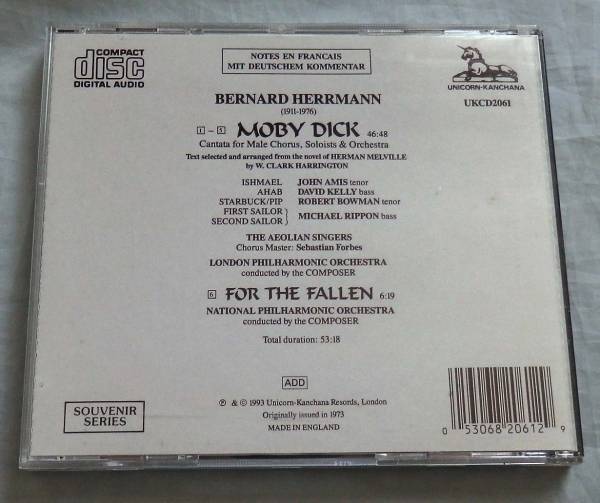 COMPACT
disc
DIGITAL AUDIO
NOTES EN FRANCAIS
MIT DEUTSCHEM KOMMENTAR
UNICORN-KANCHANA
UKCD2061
BERNARD HERRMANN
(1911-1976)
1 - 5 MOBY DICK 46:48
Cantata for Male Chorus, Soloists & Orchestra
Text selected and arranged from the novel of HERMAN MELVILLE
by W. CLARK HARRINGTON
ISHMAEL JOHN AMIS tenor
AHAB DAVID KELLY bass
STARBUCK/PIP ROBERT BOWMAN tenor
FIRST SAILOR
SECOND SAILOR } MICHAEL RIPPON bass
THE AEOLIAN SINGERS
Chorus Master: Sebastian Forbes
LONDON PHILHARMONIC ORCHESTRA
conducted by the COMPOSER
6 FOR THE FALLEN 6:19
NATIONAL PHILHARMONIC ORCHESTRA
conducted by the COMPOSER
Total duration: 53:18
ADD
℗ & © 1993 Unicorn-Kanchana Records, London
Originally issued in 1973
MADE IN ENGLAND
SOUVENIR
SERIES
0 53068 20612 9